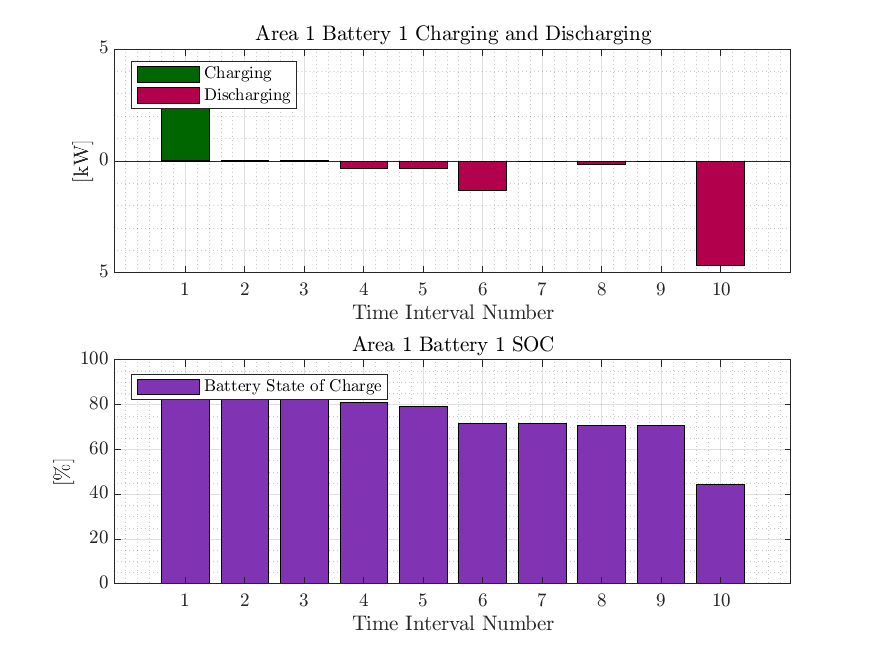 Area 1 Battery 1 Charging and Discharging
5
Charging
Discharging
0
[kW]
5
1 2 3 4 5 6 7 8 9 10
Time Interval Number
Area 1 Battery 1 SOC
100
Battery State of Charge
80
60
[%]
40
20
0
1 2 3 4 5 6 7 8 9 10
Time Interval Number